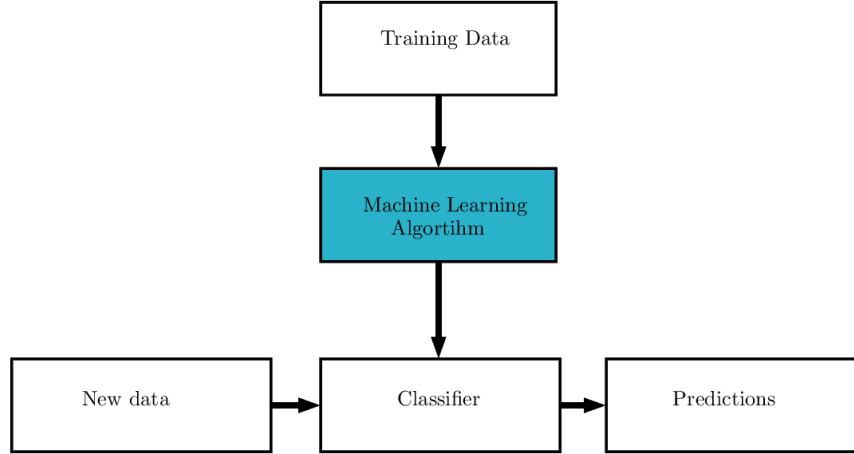 Training Data
Machine Learning
Algortihm
New data
Classifier
Predictions